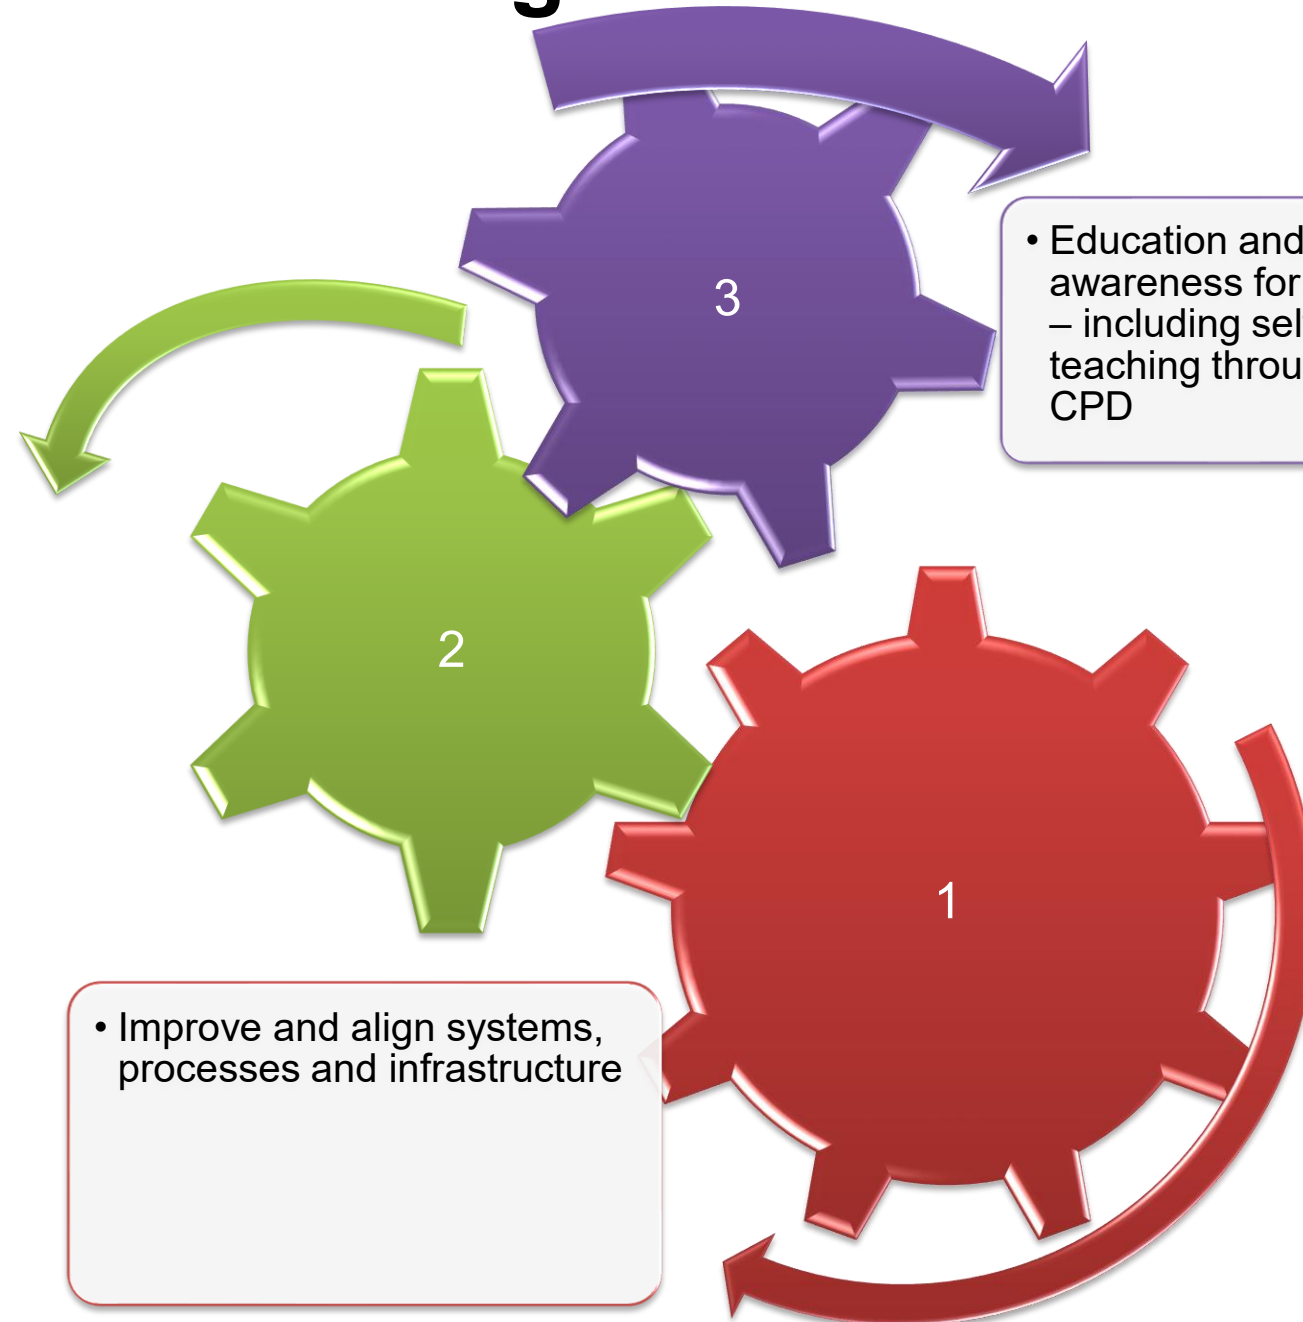 g
3
• Education and
awareness for
– including
teaching
CPD
2
1
• Improve and align systems,
processes and infrastructure